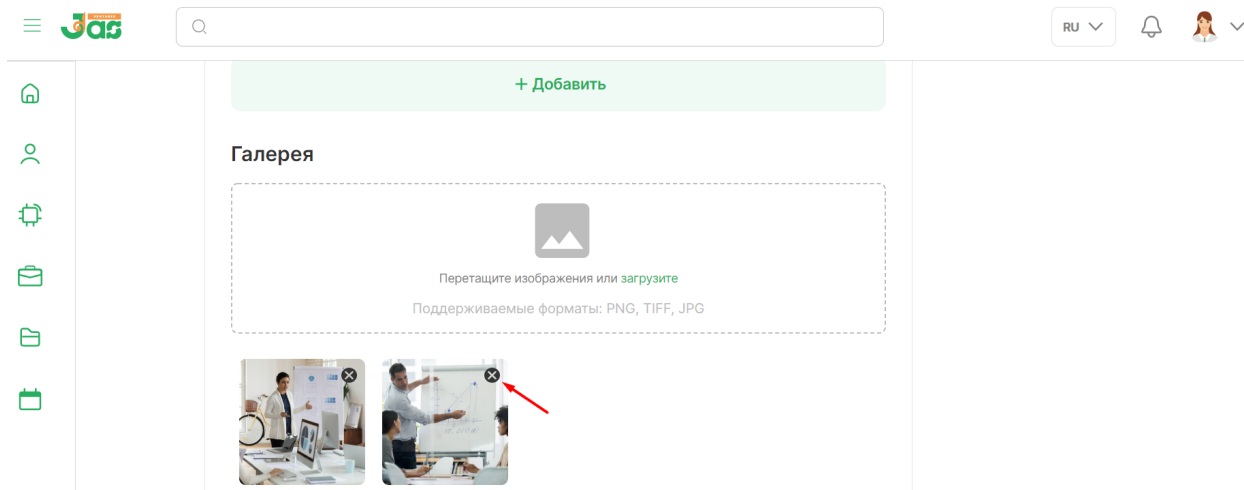 Jas
RU
+ Добавить
Галерея
Перетащите изображения или загрузите
Поддерживаемые форматы: PNG, TIFF, JPG